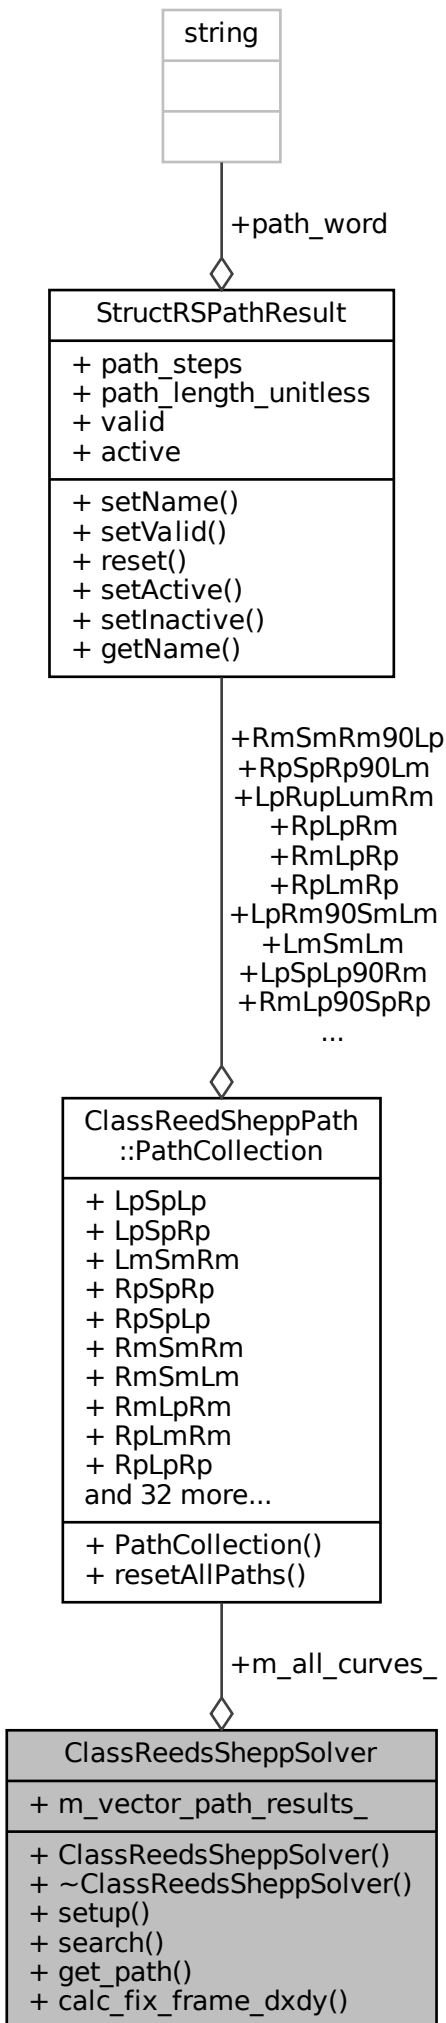 string
+path_word
StructRSPathResult
+ path_steps
+ path_length_unitless
+ valid
+ active
+ setName()
+ setValid()
+ reset()
+ setActive()
+ setInactive()
+ getName()
+RmSmRm90Lp
+RpSpRp90Lm
+LpRupLumRm
+RpLpRm
+RmLpRp
+RpLmRp
+LpRm90SmLm
+LmSmLm
+LpSpLp90Rm
+RmLp90SpRp
...
ClassReedSheppPath
::PathCollection
+ LpSpLp
+ LpSpRp
+ LmSmRm
+ RpSpRp
+ RpSpLp
+ RmSmRm
+ RmSmLm
+ RmLpRm
+ RpLmRm
+ RpLpRp
and 32 more...
+ PathCollection()
+ resetAllPaths()
+m_all_curves_
ClassReedsSheppSolver
+ m_vector_path_results_
+ ClassReedsSheppSolver()
+ ~ClassReedsSheppSolver()
+ setup()
+ search()
+ get_path()
+ calc_fix_frame_dxdy()